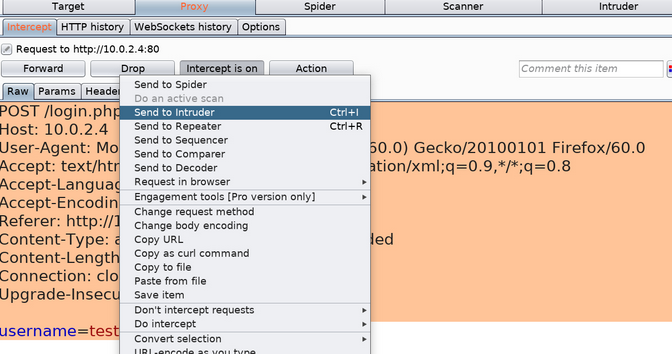 Target Proxy Spider Scanner Intruder
Intercept HTTP history WebSockets history Options
Request to http://10.0.2.4:80
Forward Drop Intercept is on Action Comment this item
Raw Params Header
Send to Spider
Do an active scan
POST /login.php Send to Intruder Ctrl+I
Host: 10.0.2.4 Send to Repeater Ctrl+R
Send to Sequencer
User-Agent: Mo 60.0) Gecko/20100101 Firefox/60.0
Send to Comparer
Accept: text/htm Send to Decoder ation/xml;q=0.9,*/*;q=0.8
Accept-Languag Request in browser
Accept-Encodin Engagement tools [Pro version only]
Change request method
Referer: http://1 Change body encoding
Content-Type: a Copy URL ded
Copy as curl command
Content-Length
Copy to file
Connection: clo Paste from file
Upgrade-Insecu Save item
Don't intercept requests
username=test Do intercept
Convert selection
URL-encode as you type